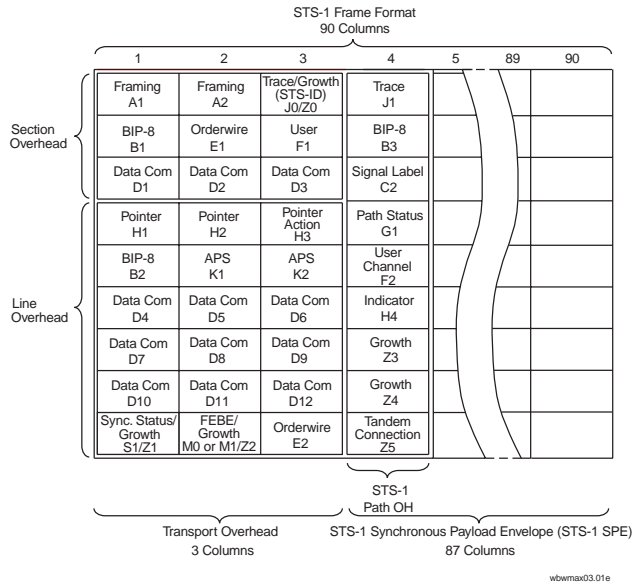 STS-1 Frame Format
90 Columns
1 2 3 4 5 89 90
Section
Overhead
Framing
A1
Framing
A2
Trace/Growth
(STS-ID)
J0/Z0
Trace
J1
BIP-8
B1
Orderwire
E1
User
F1
BIP-8
B3
Data Com
D1
Data Com
D2
Data Com
D3
Signal Label
C2
Line
Overhead
Pointer
H1
Pointer
H2
Pointer
Action
H3
Path Status
G1
BIP-8
B2
APS
K1
APS
K2
User
Channel
F2
Data Com
D4
Data Com
D5
Data Com
D6
Indicator
H4
Data Com
D7
Data Com
D8
Data Com
D9
Growth
Z3
Data Com
D10
Data Com
D11
Data Com
D12
Growth
Z4
Sync. Status/
Growth
S1/Z1
FEBE/
Growth
M0 or M1/Z2
Orderwire
E2
Tandem
Connection
Z5
STS-1
Path OH
Transport Overhead
3 Columns
STS-1 Synchronous Payload Envelope (STS-1 SPE)
87 Columns
wbwmax03.01e